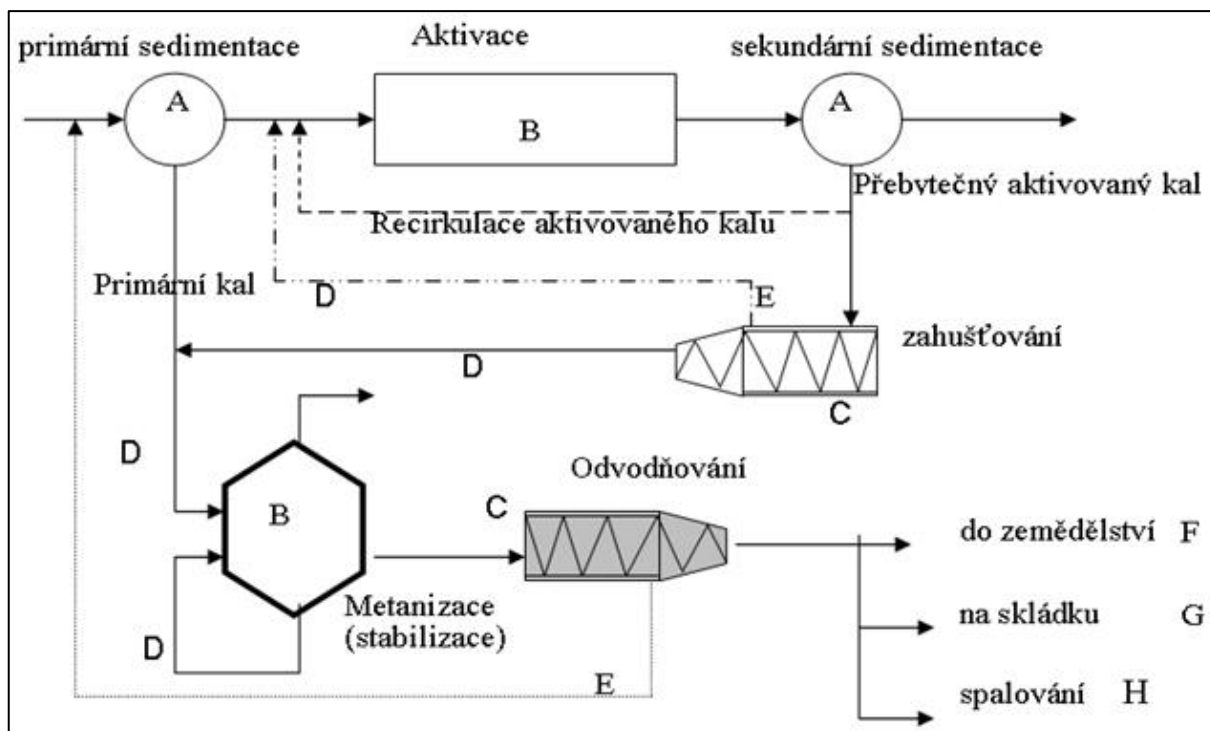 primární sedimentace
Aktivace
sekundární sedimentace
A
B
A
Přebytečný aktivovaný kal
Recirkulace aktivovaného kalu
Primární kal
D
E
zahušťování
D
C
D
Odvodňování
B
C
do zemědělství F
Metanizace
(stabilizace)
na skládku G
D
E
spalování H